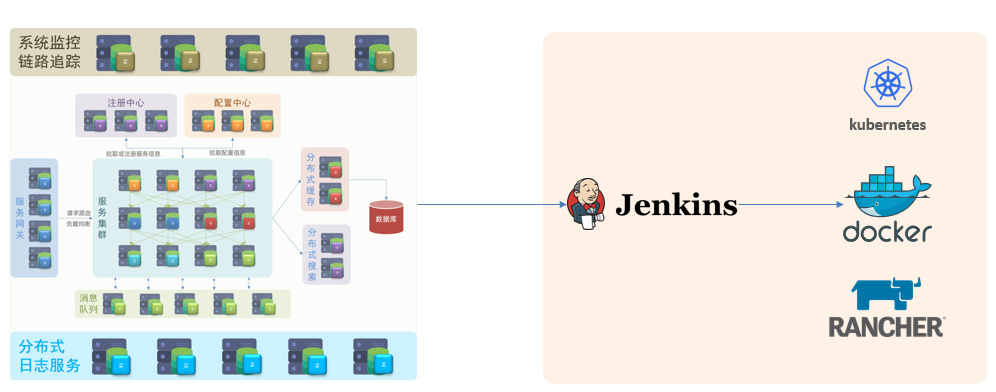 系统监控
链路追踪
注册中心
配置中心
拉取或注册服务信息
拉取配置信息
服务网关
请求路由
负载均衡
服务集群
分布式缓存
数据库
分布式搜索
消息
队列
分布式
日志服务
Jenkins
kubernetes
docker
RANCHER